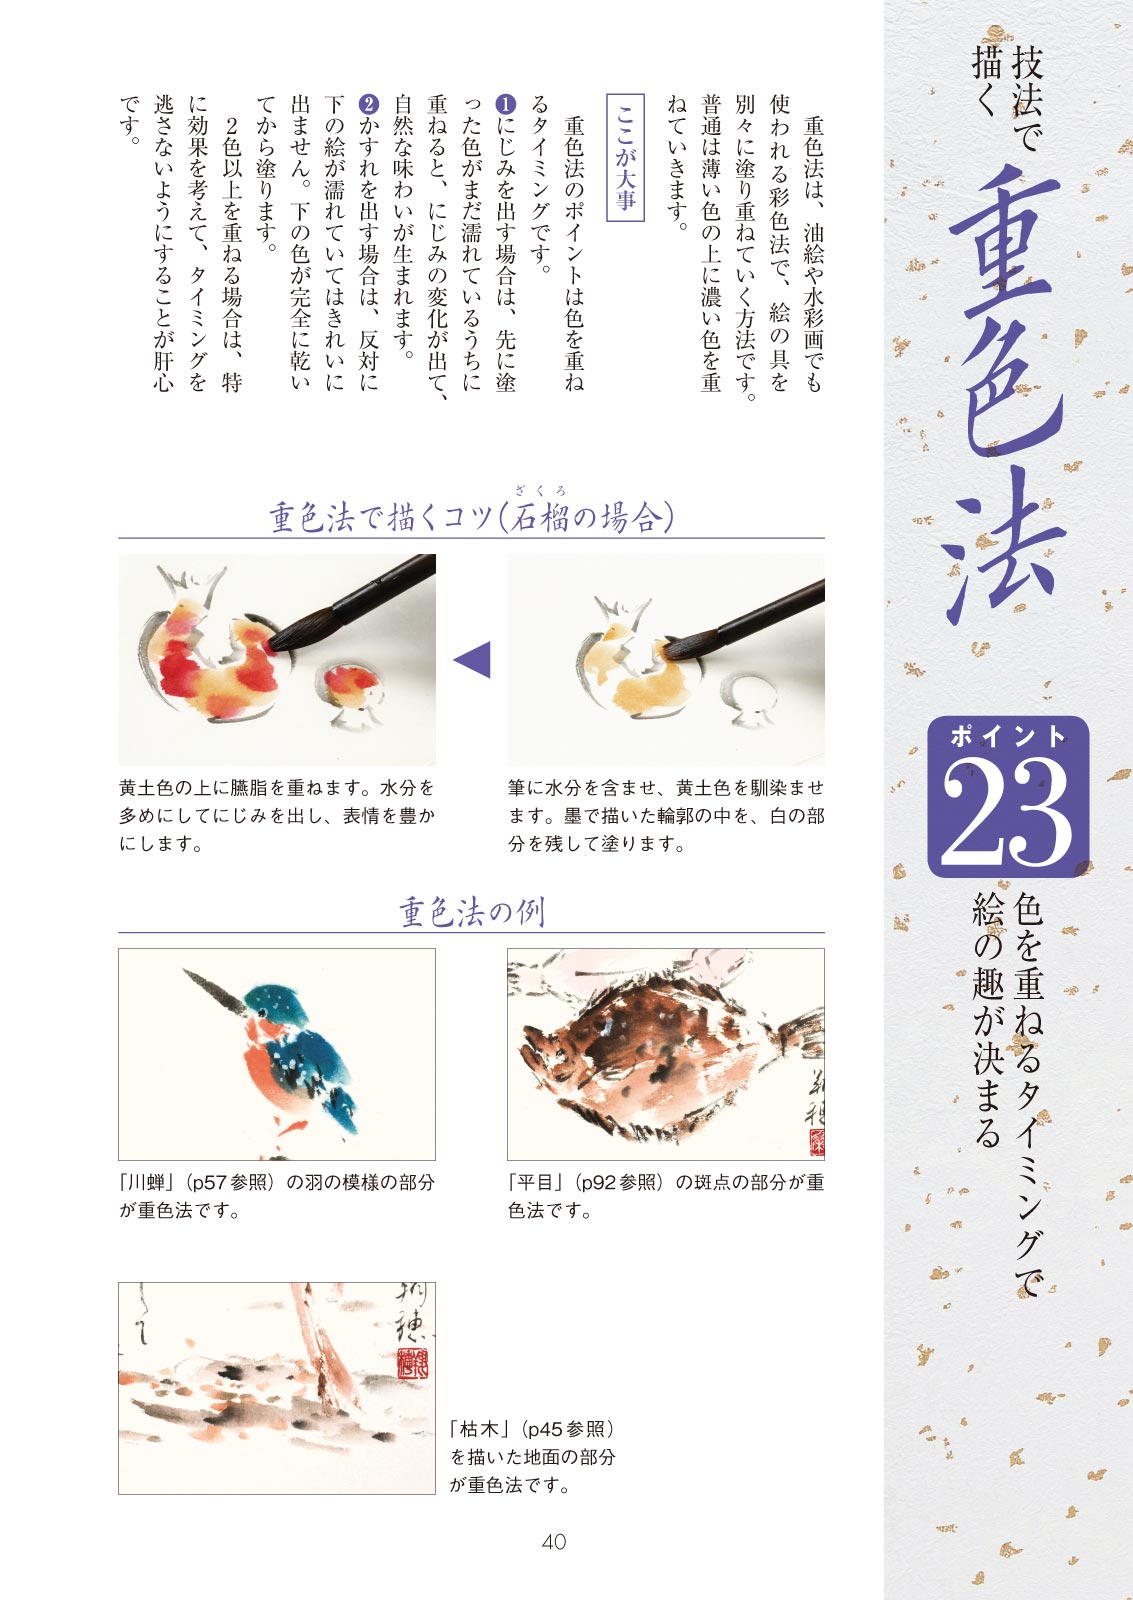 技法で
描く
重色法
ポイント
23
色を重ねるタイミングで
絵の趣が決まる
　重色法は、油絵や水彩画でも
使われる彩色法で、絵の具を
別々に塗り重ねていく方法です。
普通は薄い色の上に濃い色を重
ねていきます。
ここが大事
　重色法のポイントは色を重ね
るタイミングです。
❶にじみを出す場合は、先に塗
った色がまだ濡れているうちに
重ねると、にじみの変化が出て、
自然な味わいが生まれます。
❷かすれを出す場合は、反対に
下の絵が濡れていてはきれいに
出ません。下の色が完全に乾い
てから塗ります。
　２色以上を重ねる場合は、特
に効果を考えて、タイミングを
逃さないようにすることが肝心
です。
ざくろ
重色法で描くコツ(石榴の場合)
筆に水分を含ませ、黄土色を馴染ませ
ます。墨で描いた輪郭の中を、白の部
分を残して塗ります。
黄土色の上に臙脂を重ねます。水分を
多めにしてにじみを出し、表情を豊か
にします。
重色法の例
「平目」（p92参照）の斑点の部分が重
色法です。
「川蝉」（p57参照）の羽の模様の部分
が重色法です。
「枯木」（p45参照）
を描いた地面の部分
が重色法です。
40